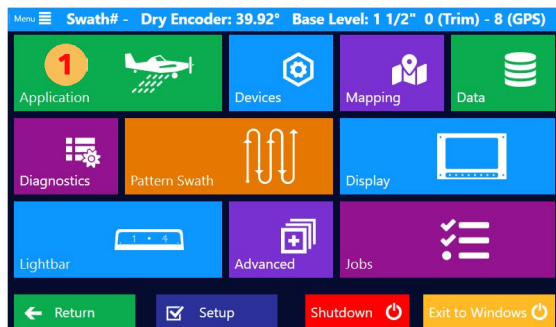 Menu Swath# - Dry Encoder: 39.92° Base Level: 1 1/2" 0 (Trim) - 8 (GPS)
1
Application
Devices
Mapping
Data
Diagnostics
Pattern Swath
Display
1 • 4
Lightbar
Advanced
Jobs
Return
Setup
Shutdown
Exit to Windows